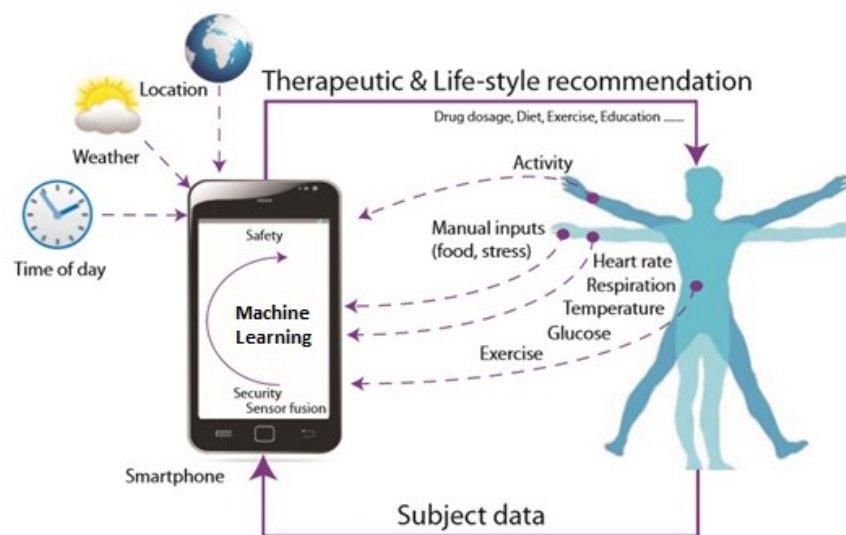 Location
Therapeutic & Life-style recommendation
Drug dosage, Diet, Exercise, Education ......
Weather
Activity
Time of day
Safety
Manual inputs
(food, stress)
Heart rate
Respiration
Temperature
Glucose
Exercise
Machine
Learning
Security
Sensor fusion
Smartphone
Subject data